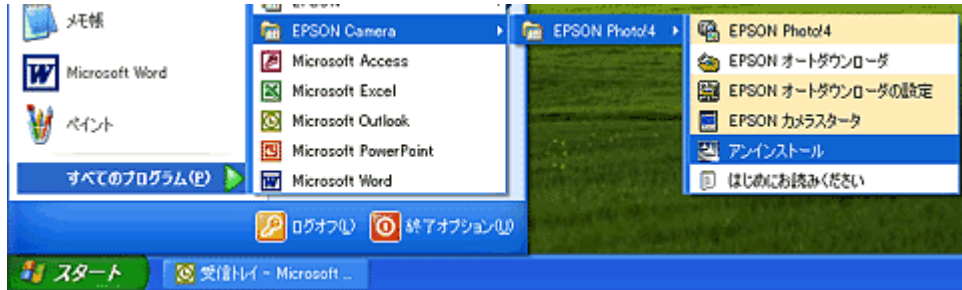 メモ帳
Microsoft Word
ペイント
すべてのプログラム(P)
EPSON
EPSON Camera
Microsoft Access
Microsoft Excel
Microsoft Outlook
Microsoft PowerPoint
Microsoft Word
EPSON Photo!4
EPSON Photo!4
EPSON オートダウンローダ
EPSON オートダウンローダの設定
EPSON カメラスタータ
アンインストール
はじめにお読みください
ログオフ(L)
終了オプション(U)
スタート
受信トレイ - Microsoft ...